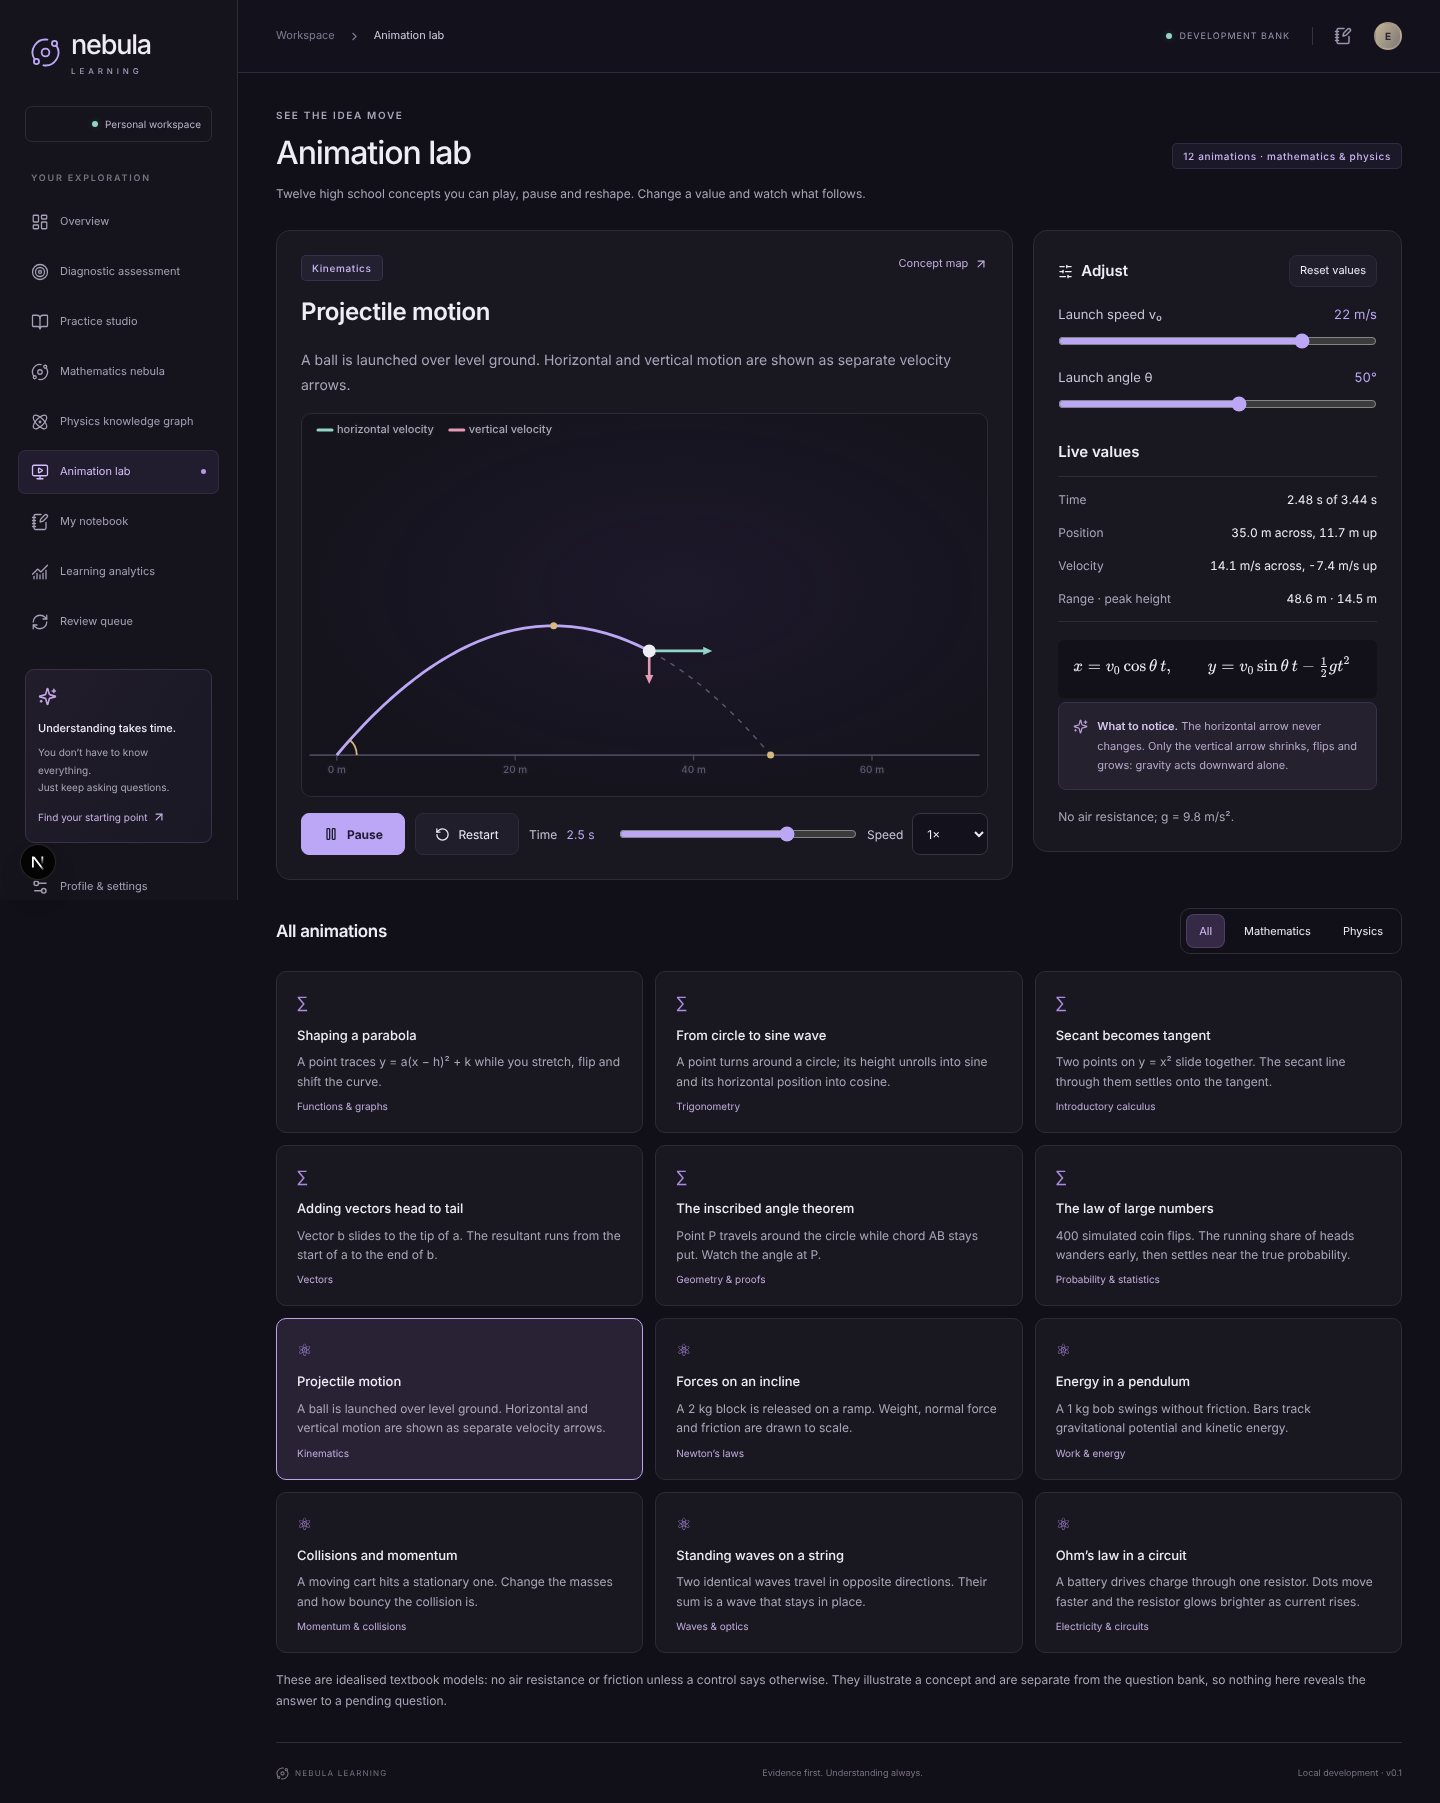 nebula
LEARNING
Personal workspace
YOUR EXPLORATION
Overview
Diagnostic assessment
Practice studio
Mathematics nebula
Physics knowledge graph
Animation lab
My notebook
Learning analytics
Review queue
Understanding takes time.
You don’t have to know
everything.
Just keep asking questions.
Find your starting point
N
Profile & settings
Workspace
Animation lab
DEVELOPMENT BANK
E
SEE THE IDEA MOVE
Animation lab
12 animations · mathematics & physics
Twelve high school concepts you can play, pause and reshape. Change a value and watch what follows.
Kinematics
Concept map
Projectile motion
A ball is launched over level ground. Horizontal and vertical motion are shown as separate velocity
arrows.
horizontal velocity
vertical velocity
0 m
20 m
40 m
60 m
Pause
Restart
Time 2.5 s
Speed
1×
Adjust
Reset values
Launch speed v₀
22 m/s
Launch angle θ
50°
Live values
Time
2.48 s of 3.44 s
Position
35.0 m across, 11.7 m up
Velocity
14.1 m/s across, -7.4 m/s up
Range · peak height
48.6 m · 14.5 m
x = v₀ cos θ t,  y = v₀ sin θ t − ½gt²
What to notice. The horizontal arrow never
changes. Only the vertical arrow shrinks, flips and
grows: gravity acts downward alone.
No air resistance; g = 9.8 m/s².
All animations
All
Mathematics
Physics
∑
Shaping a parabola
A point traces y = a(x − h)² + k while you stretch, flip and
shift the curve.
Functions & graphs
∑
From circle to sine wave
A point turns around a circle; its height unrolls into sine
and its horizontal position into cosine.
Trigonometry
∑
Secant becomes tangent
Two points on y = x² slide together. The secant line
through them settles onto the tangent.
Introductory calculus
∑
Adding vectors head to tail
Vector b slides to the tip of a. The resultant runs from the
start of a to the end of b.
Vectors
∑
The inscribed angle theorem
Point P travels around the circle while chord AB stays
put. Watch the angle at P.
Geometry & proofs
∑
The law of large numbers
400 simulated coin flips. The running share of heads
wanders early, then settles near the true probability.
Probability & statistics
⚛
Projectile motion
A ball is launched over level ground. Horizontal and
vertical motion are shown as separate velocity arrows.
Kinematics
⚛
Forces on an incline
A 2 kg block is released on a ramp. Weight, normal force
and friction are drawn to scale.
Newton’s laws
⚛
Energy in a pendulum
A 1 kg bob swings without friction. Bars track
gravitational potential and kinetic energy.
Work & energy
⚛
Collisions and momentum
A moving cart hits a stationary one. Change the masses
and how bouncy the collision is.
Momentum & collisions
⚛
Standing waves on a string
Two identical waves travel in opposite directions. Their
sum is a wave that stays in place.
Waves & optics
⚛
Ohm’s law in a circuit
A battery drives charge through one resistor. Dots move
faster and the resistor glows brighter as current rises.
Electricity & circuits
These are idealised textbook models: no air resistance or friction unless a control says otherwise. They illustrate a concept and are separate from the question bank, so nothing here reveals the
answer to a pending question.
NEBULA LEARNING
Evidence first. Understanding always.
Local development · v0.1